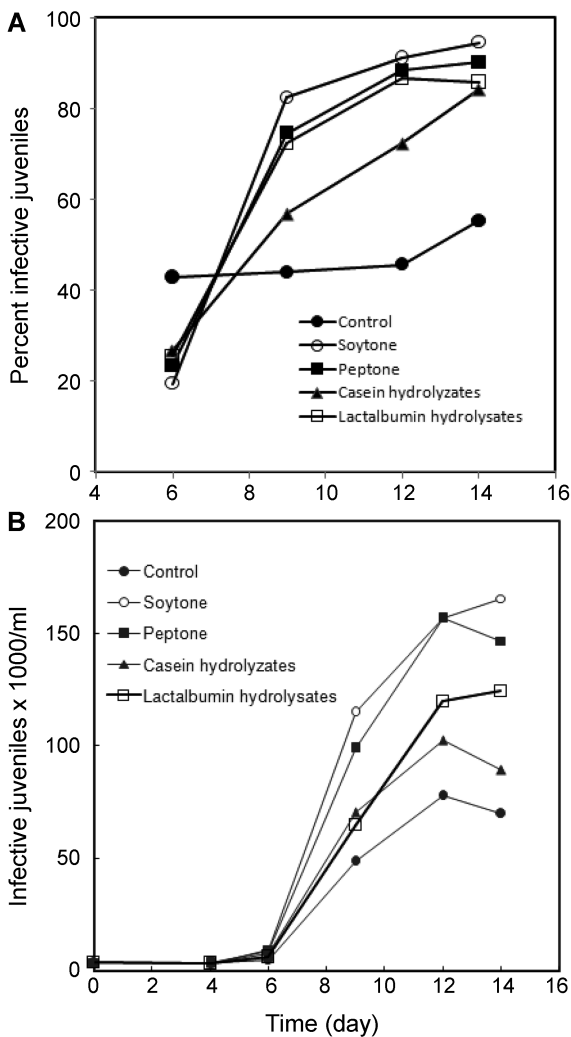 A
100
80
60
40
20
0
Percent infective juveniles
Control
Soytone
Peptone
Casein hydrolyzates
Lactalbumin hydrolysates
4 6 8 10 12 14 16
B
200
150
100
50
0
Infective juveniles x 1000/ml
Control
Soytone
Peptone
Casein hydrolyzates
Lactalbumin hydrolysates
0 2 4 6 8 10 12 14 16
Time (day)